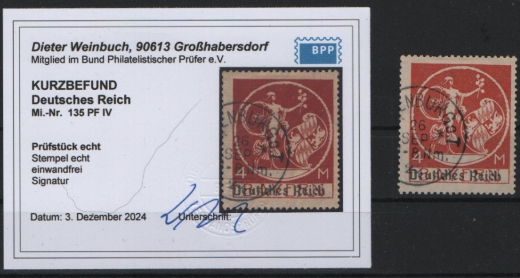 Dieter Weinbuch, 90613 Großhabersdorf
Mitglied im Bund Philatelistischer Prüfer e.V.
BPP
KURZBEFUND
Deutsches Reich
Mi.-Nr. 135 PF IV
Prüfstück echt
Stempel echt
einwandfrei
Signatur
Datum: 3. Dezember 2024
Unterschrift:
4 M
Deutsches Reich
4 M
Deutsches Reich